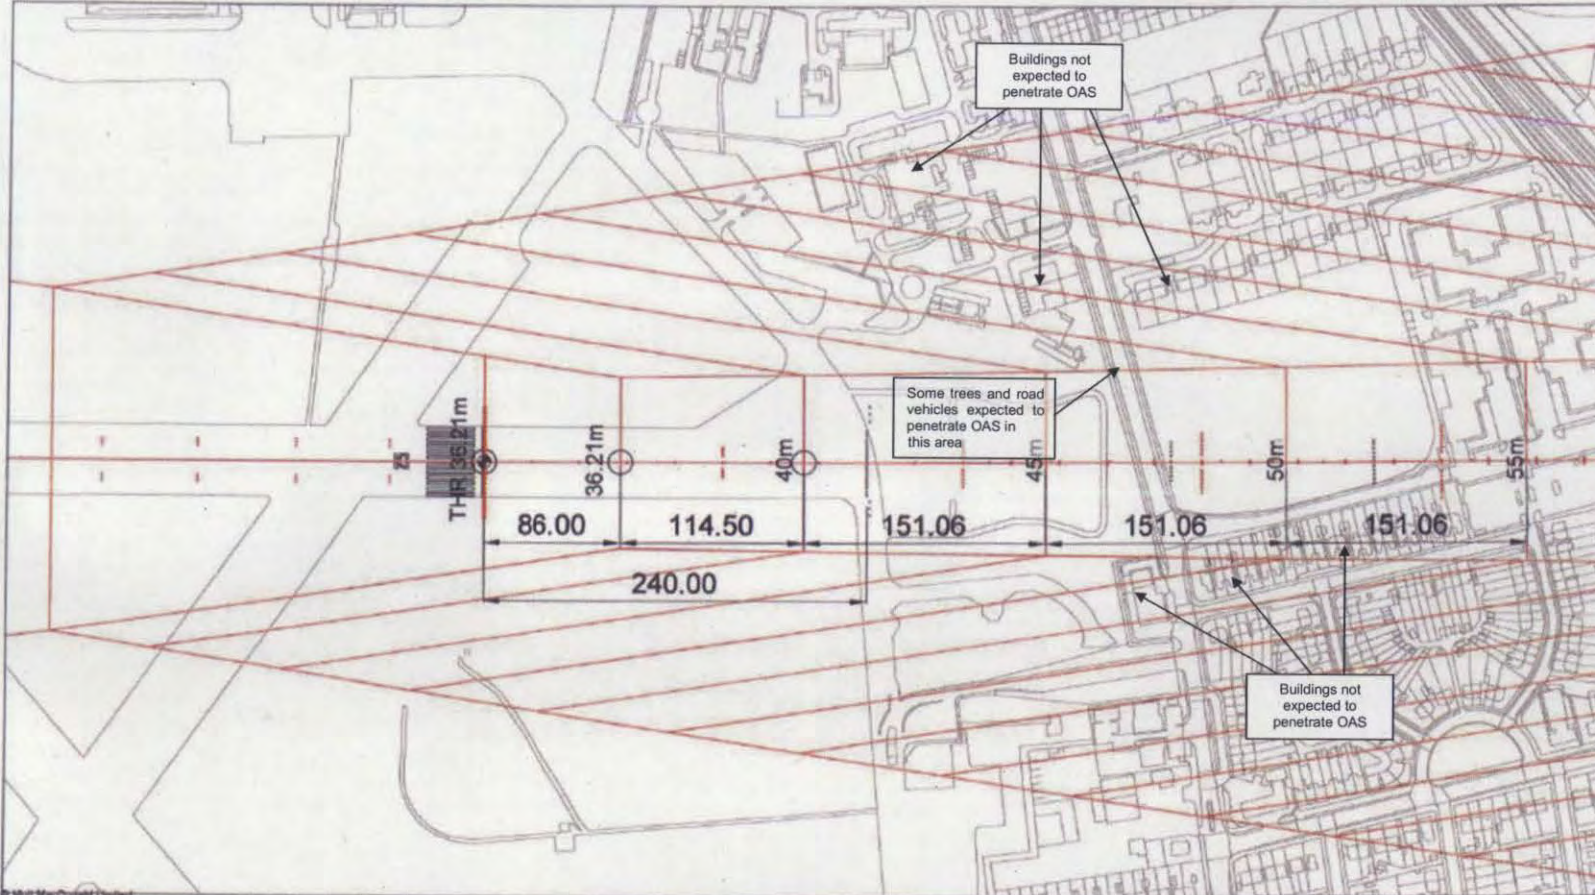 Buildings not
expected to
penetrate OAS
Some trees and road
vehicles expected to
penetrate OAS in
this area
THR 36.21m
36.21m
40m
45m
50m
55m
86.00
114.50
151.06
151.06
151.06
240.00
Buildings not
expected to
penetrate OAS